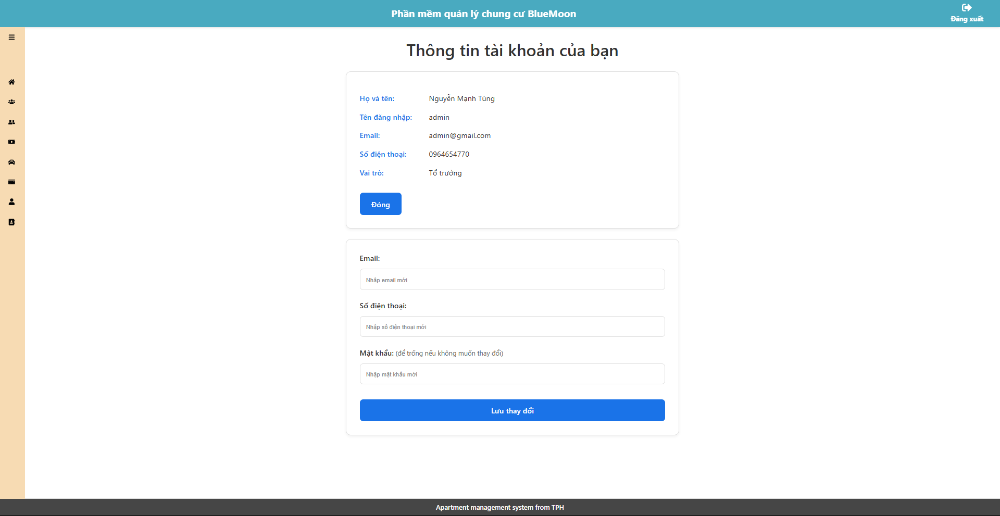 Phần mềm quản lý chung cư BlueMoon
Đăng xuất
Thông tin tài khoản của bạn
Họ và tên: Nguyễn Mạnh Tùng
Tên đăng nhập: admin
Email: admin@gmail.com
Số điện thoại: 0964654770
Vai trò: Tổ trưởng
Đóng
Email:
Nhập email mới
Số điện thoại:
Nhập số điện thoại mới
Mật khẩu: (để trống nếu không muốn thay đổi)
Nhập mật khẩu mới
Lưu thay đổi
Apartment management system from TPH